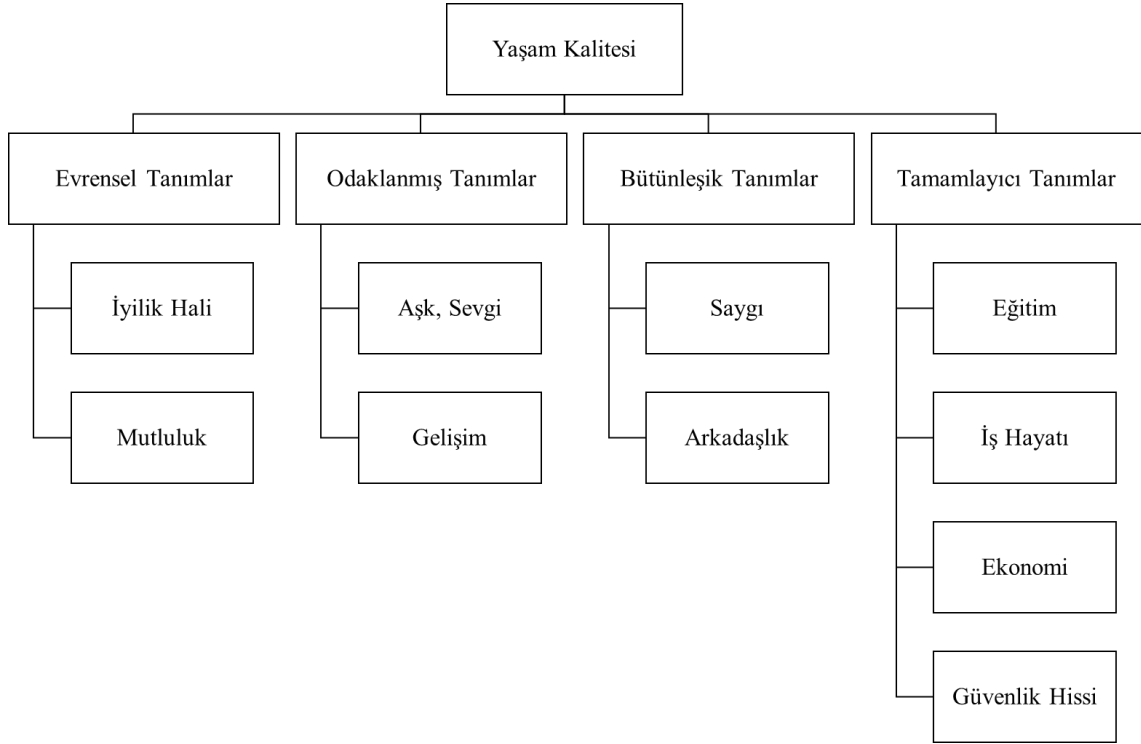 Yaşam Kalitesi
Evrensel Tanımlar
Odaklanmış Tanımlar
Bütünleşik Tanımlar
Tamamlayıcı Tanımlar
İyilik Hali
Aşk, Sevgi
Saygı
Eğitim
Mutluluk
Gelişim
Arkadaşlık
İş Hayatı
Ekonomi
Güvenlik Hissi